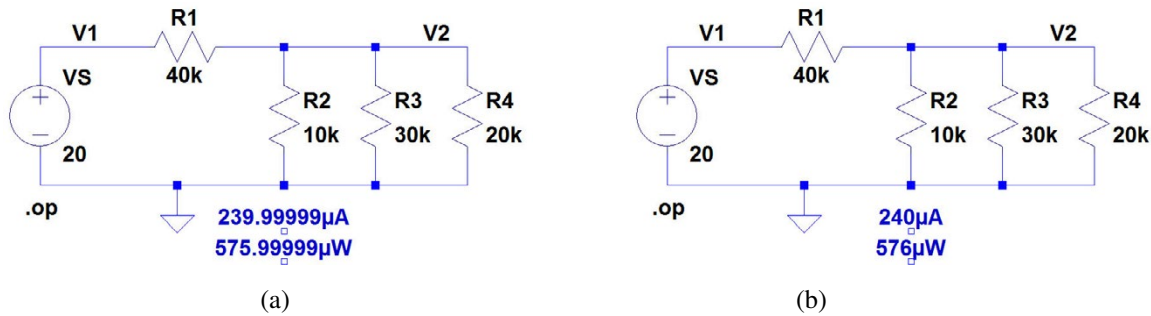 R1
V1
V2
40k
VS
R2
R3
R4
10k
30k
20k
20
.op
239.99999µA
575.99999µW
(a)
R1
V1
V2
40k
VS
R2
R3
R4
10k
30k
20k
20
.op
240µA
576µW
(b)